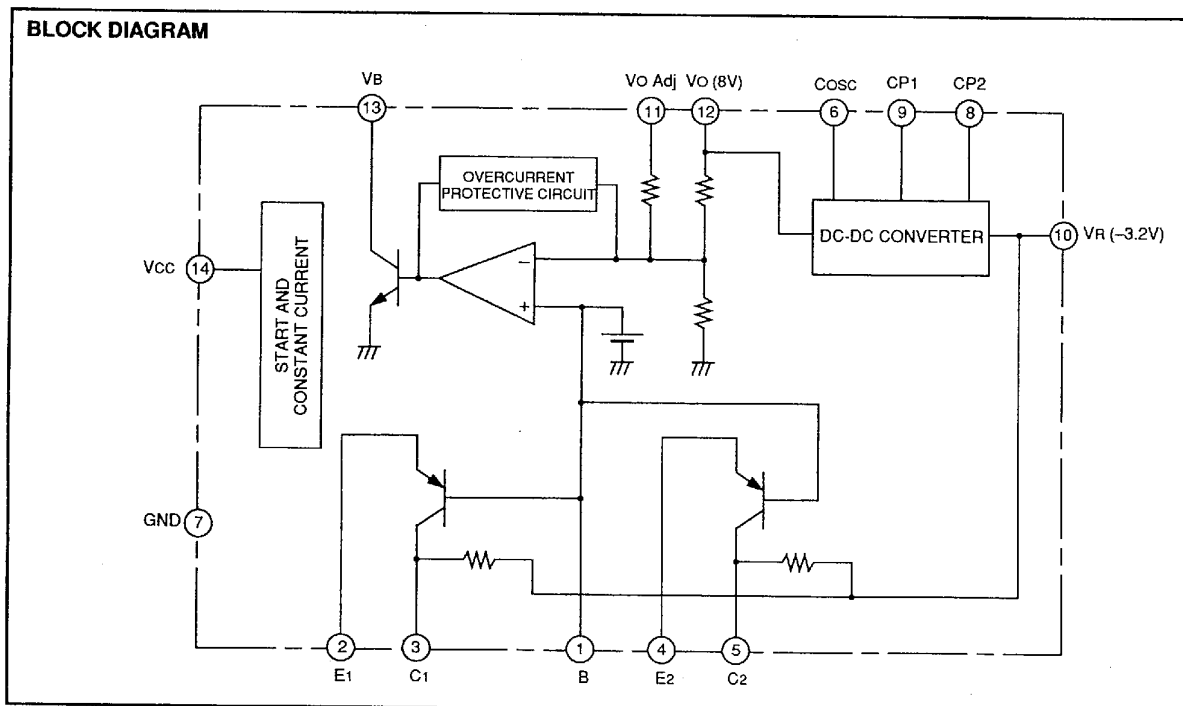 BLOCK DIAGRAM
VB
VO Adj
VO (8V)
COSC
CP1
CP2
13
11
12
6
9
8
OVERCURRENT
PROTECTIVE CIRCUIT
DC-DC CONVERTER
10
VR (–3.2V)
VCC
14
START AND
CONSTANT CURRENT
–
+
GND
7
2
3
1
4
5
E1
C1
B
E2
C2